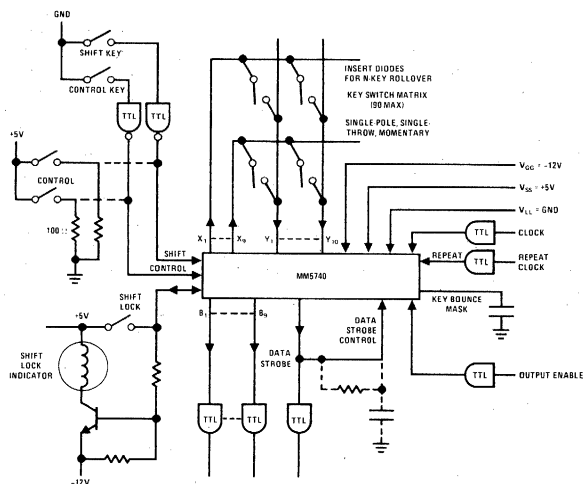 GND
SHIFT KEY
CONTROL KEY
TTL
TTL
+5V
CONTROL
100 Ω
INSERT DIODES
FOR N-KEY ROLLOVER
KEY SWITCH MATRIX
(90 MAX)
SINGLE-POLE, SINGLE-
THROW, MOMENTARY
VGG = -12V
VSS = +5V
VLL = GND
TTL
CLOCK
REPEAT
TTL
REPEAT
CLOCK
X1
X9
Y1
Y10
SHIFT
CONTROL
MM5740
KEY BOUNCE
MASK
SHIFT
LOCK
+5V
SHIFT
LOCK
INDICATOR
-12V
B1
B9
DATA
STROBE
DATA
STROBE
CONTROL
TTL
OUTPUT ENABLE
TTL
TTL
TTL